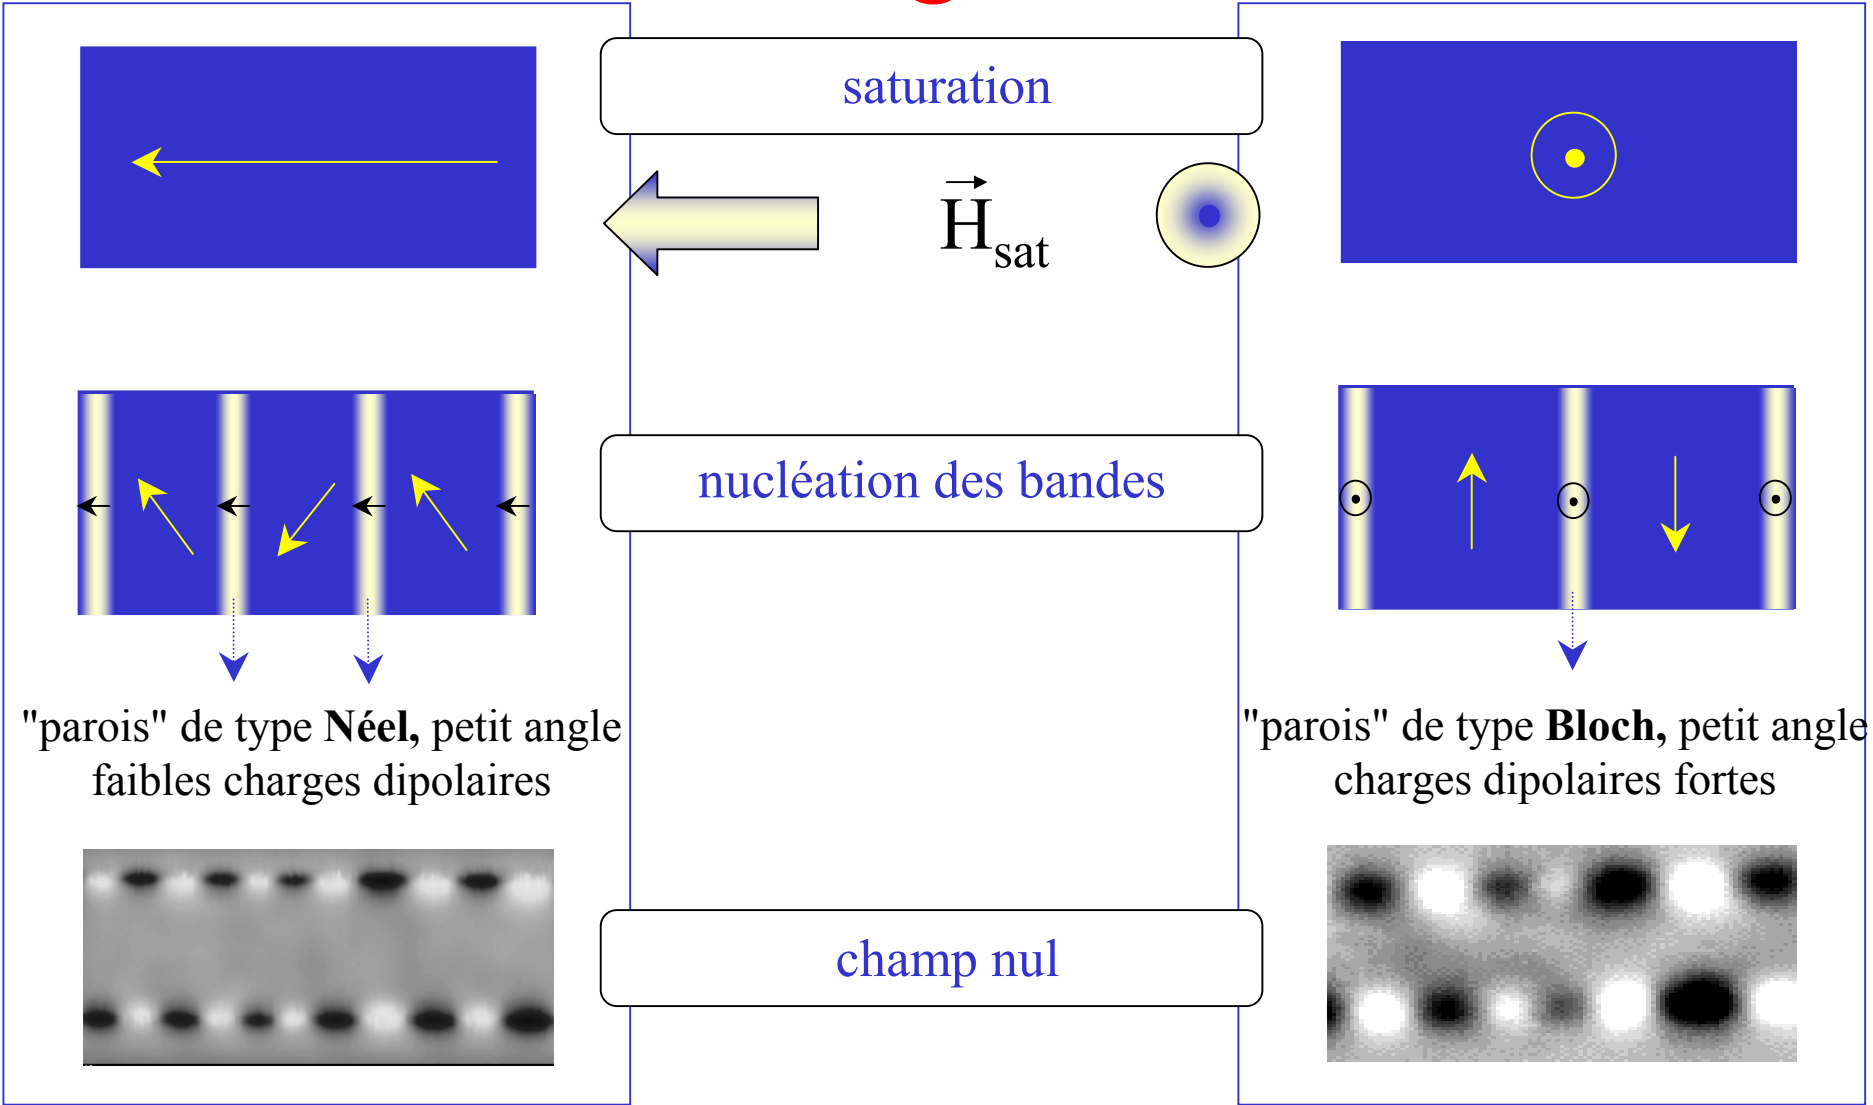 saturation
H sat
nucléation des bandes
"parois" de type Néel, petit angle
faibles charges dipolaires
"parois" de type Bloch, petit angle
charges dipolaires fortes
champ nul